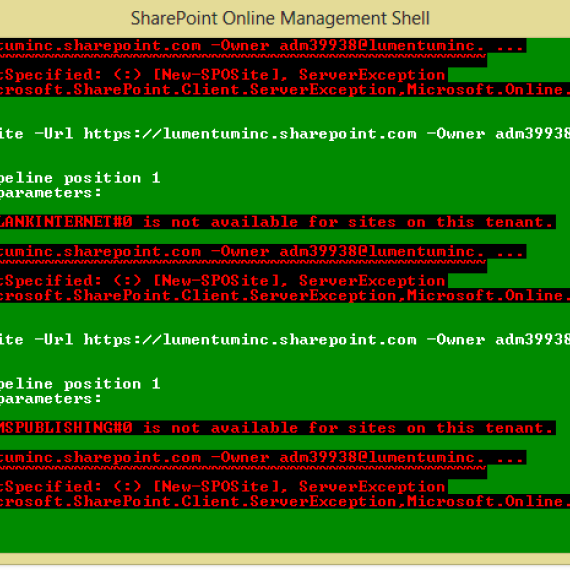 SharePoint Online Management Shell
tuminc.sharepoint.com -Owner adm39938@lumentuminc. ...
~~~~~~~~~~~~~~~~~~~~~~~~~~~~~~~~~~~~~~~~~~~~~~~~~
tSpecified: (:) [New-SPOSite], ServerException
crosoft.SharePoint.Client.ServerException,Microsoft.Online.
ite -Url https://lumentuminc.sharepoint.com -Owner adm39938
peline position 1
parameters:
LANKINTERNET#0 is not available for sites on this tenant.
tuminc.sharepoint.com -Owner adm39938@lumentuminc. ...
~~~~~~~~~~~~~~~~~~~~~~~~~~~~~~~~~~~~~~~~~~~~~~~~~
tSpecified: (:) [New-SPOSite], ServerException
crosoft.SharePoint.Client.ServerException,Microsoft.Online.
ite -Url https://lumentuminc.sharepoint.com -Owner adm39938
peline position 1
parameters:
MSPUBLISHING#0 is not available for sites on this tenant.
tuminc.sharepoint.com -Owner adm39938@lumentuminc. ...
~~~~~~~~~~~~~~~~~~~~~~~~~~~~~~~~~~~~~~~~~~~~~~~~~
tSpecified: (:) [New-SPOSite], ServerException
crosoft.SharePoint.Client.ServerException,Microsoft.Online.